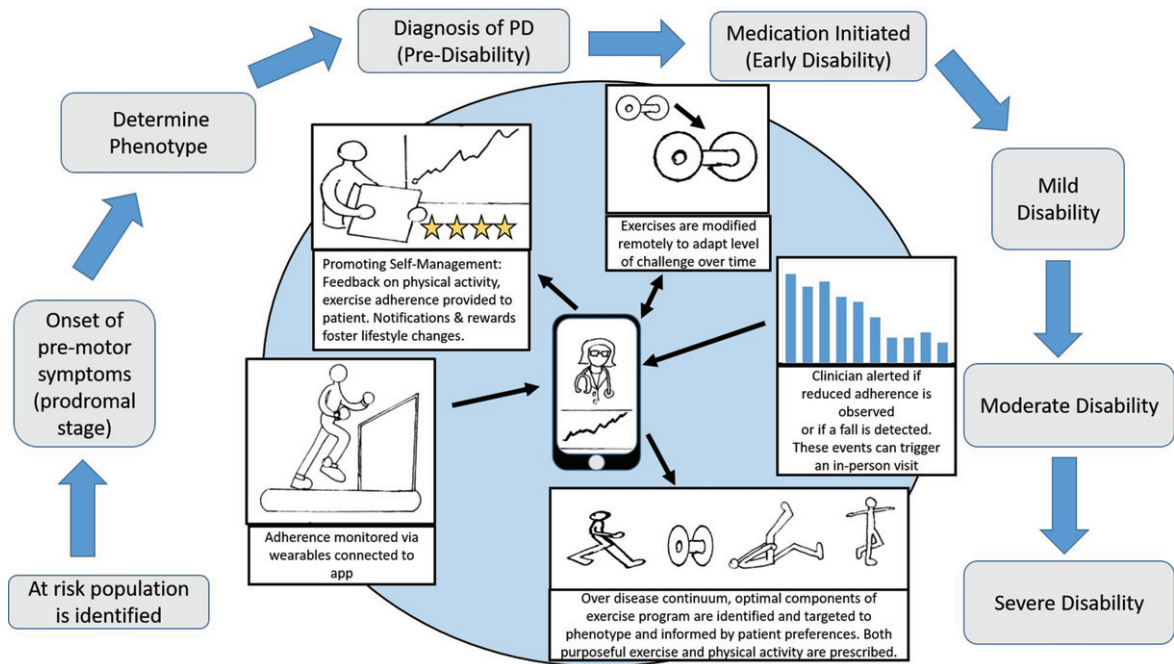 Diagnosis of PD
(Pre-Disability)
Medication Initiated
(Early Disability)
Determine
Phenotype
Mild
Disability
Onset of
pre-motor
symptoms
(prodromal
stage)
Moderate Disability
At risk population
is identified
Severe Disability
Promoting Self-Management:
Feedback on physical activity,
exercise adherence provided to
patient. Notifications & rewards
foster lifestyle changes.
Exercises are modified
remotely to adapt level
of challenge over time
Clinician alerted if
reduced adherence is
observed
or if a fall is detected.
These events can trigger
an in-person visit
Adherence monitored via
wearables connected to
app
Over disease continuum, optimal components of
exercise program are identified and targeted to
phenotype and informed by patient preferences. Both
purposeful exercise and physical activity are prescribed.